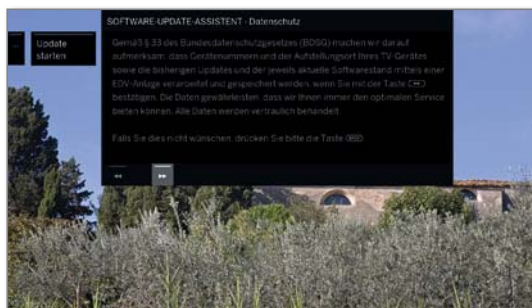 SOFTWARE-UPDATE-ASSISTENT - Datenschutz
...
Update
starten
Gemäß § 33 des Bundesdatenschutzgesetzes (BDSG) machen wir darauf
aufmerksam, dass Gerätenummern und der Aufstellungsort Ihres TV-Gerätes
sowie die bisherigen Updates und der jeweils aktuelle Softwarestand mittels einer
EDV-Anlage verarbeitet und gespeichert werden, wenn Sie mit der Taste
bestätigen. Die Daten gewährleisten, dass wir Ihnen immer den optimalen Service
bieten können. Alle Daten werden vertraulich behandelt.
Falls Sie dies nicht wünschen, drücken Sie bitte die Taste